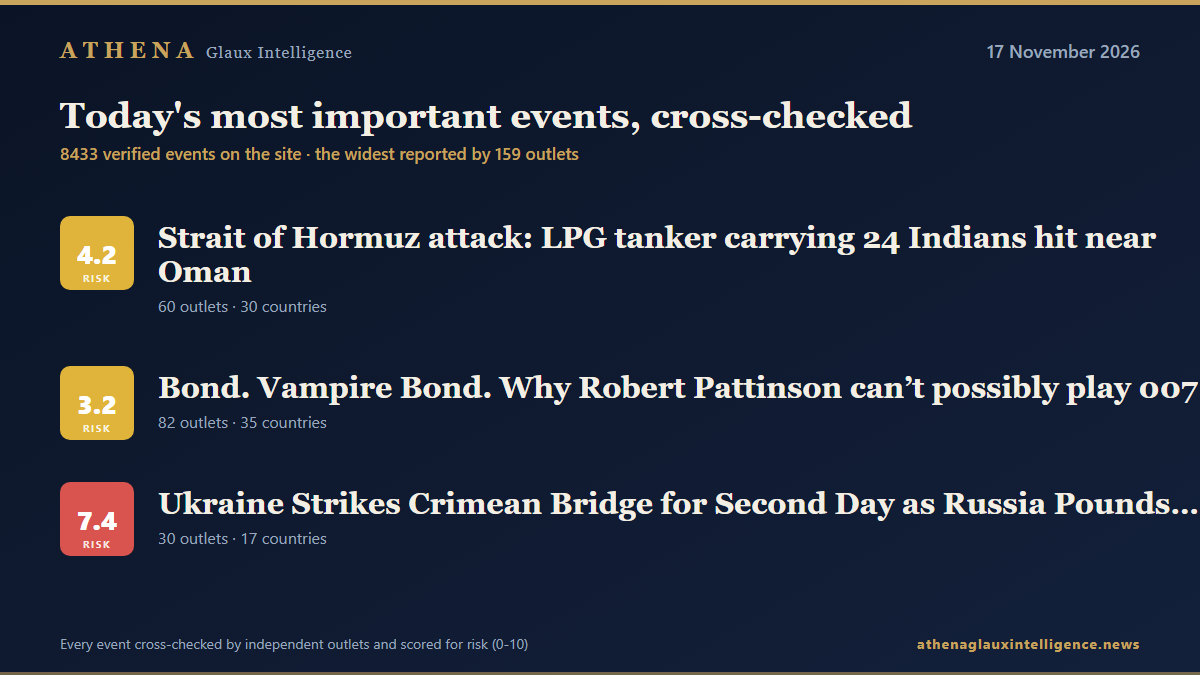 ATHENA Glaux Intelligence
17 November 2026
Today's most important events, cross-checked
8433 verified events on the site · the widest reported by 159 outlets
4.2
RISK
Strait of Hormuz attack: LPG tanker carrying 24 Indians hit near
Oman
60 outlets · 30 countries
3.2
RISK
Bond. Vampire Bond. Why Robert Pattinson can’t possibly play 007
82 outlets · 35 countries
7.4
RISK
Ukraine Strikes Crimean Bridge for Second Day as Russia Pounds…
30 outlets · 17 countries
Every event cross-checked by independent outlets and scored for risk (0-10)
athenaglauxintelligence.news